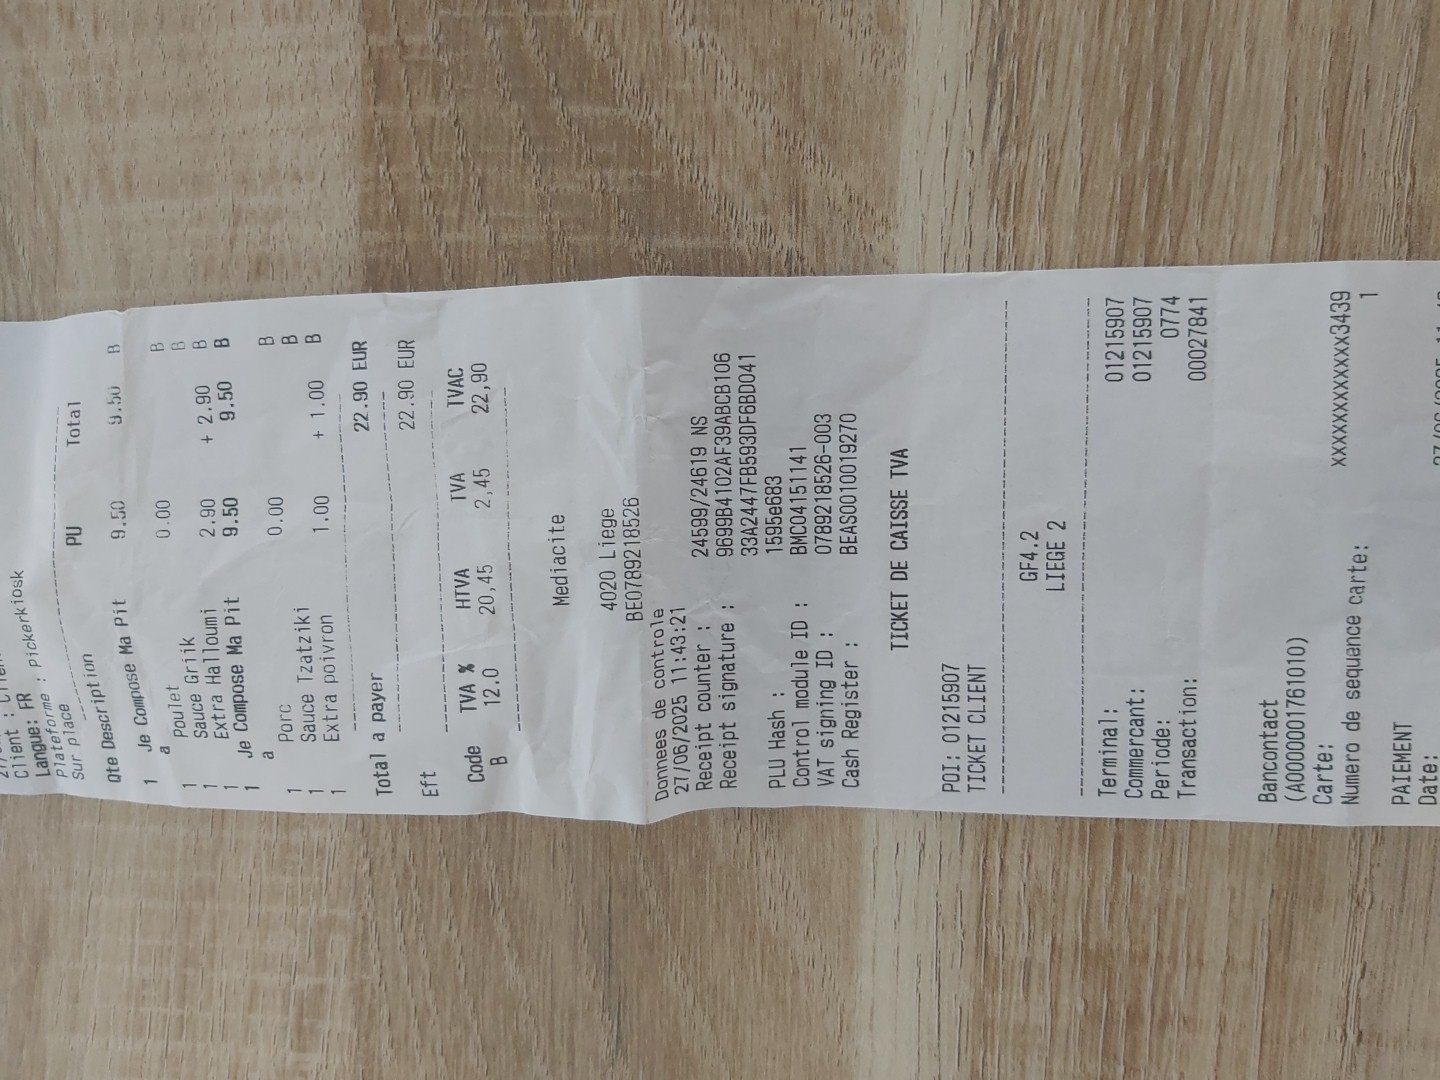 Client :
Langue: FR
Plateforme : pickerkiosk
Sur place
Qte Description PU Total
1 Je Compose Ma Pit 9.50 9.50 B
a
Poulet 0.00 B
1 Sauce Griik B
1 Extra Halloumi 2.90 + 2.90 B
1 Je Compose Ma Pit 9.50 9.50 B
1
a
Porc 0.00 B
1 Sauce Tzatziki B
1 Extra poivron 1.00 + 1.00 B
1
Total a payer 22.90 EUR
Eft 22.90 EUR
Code TVA % HTVA TVA TVAC
B 12.0 20,45 2,45 22,90
Mediacite
4020 Liege
BE0789218526
Donnees de controle
27/06/2025 11:43:21
Receipt counter : 24599/24619 NS
Receipt signature : 9699B4102AF39ABCB106
33A2447FB593DF6BD041
PLU Hash : 1595e683
Control module ID : BMC04151141
VAT signing ID : 0789218526-003
Cash Register : BEAS0010019270
TICKET DE CAISSE TVA
POI: 01215907
TICKET CLIENT
GF4.2
LIEGE 2
Terminal: 01215907
Commercant: 01215907
Periode: 0774
Transaction: 00027841
Bancontact
(A0000001761010)
Carte: xxxxxxxxxxxxx3439
Numero de sequence carte: 1
PAIEMENT
Date: